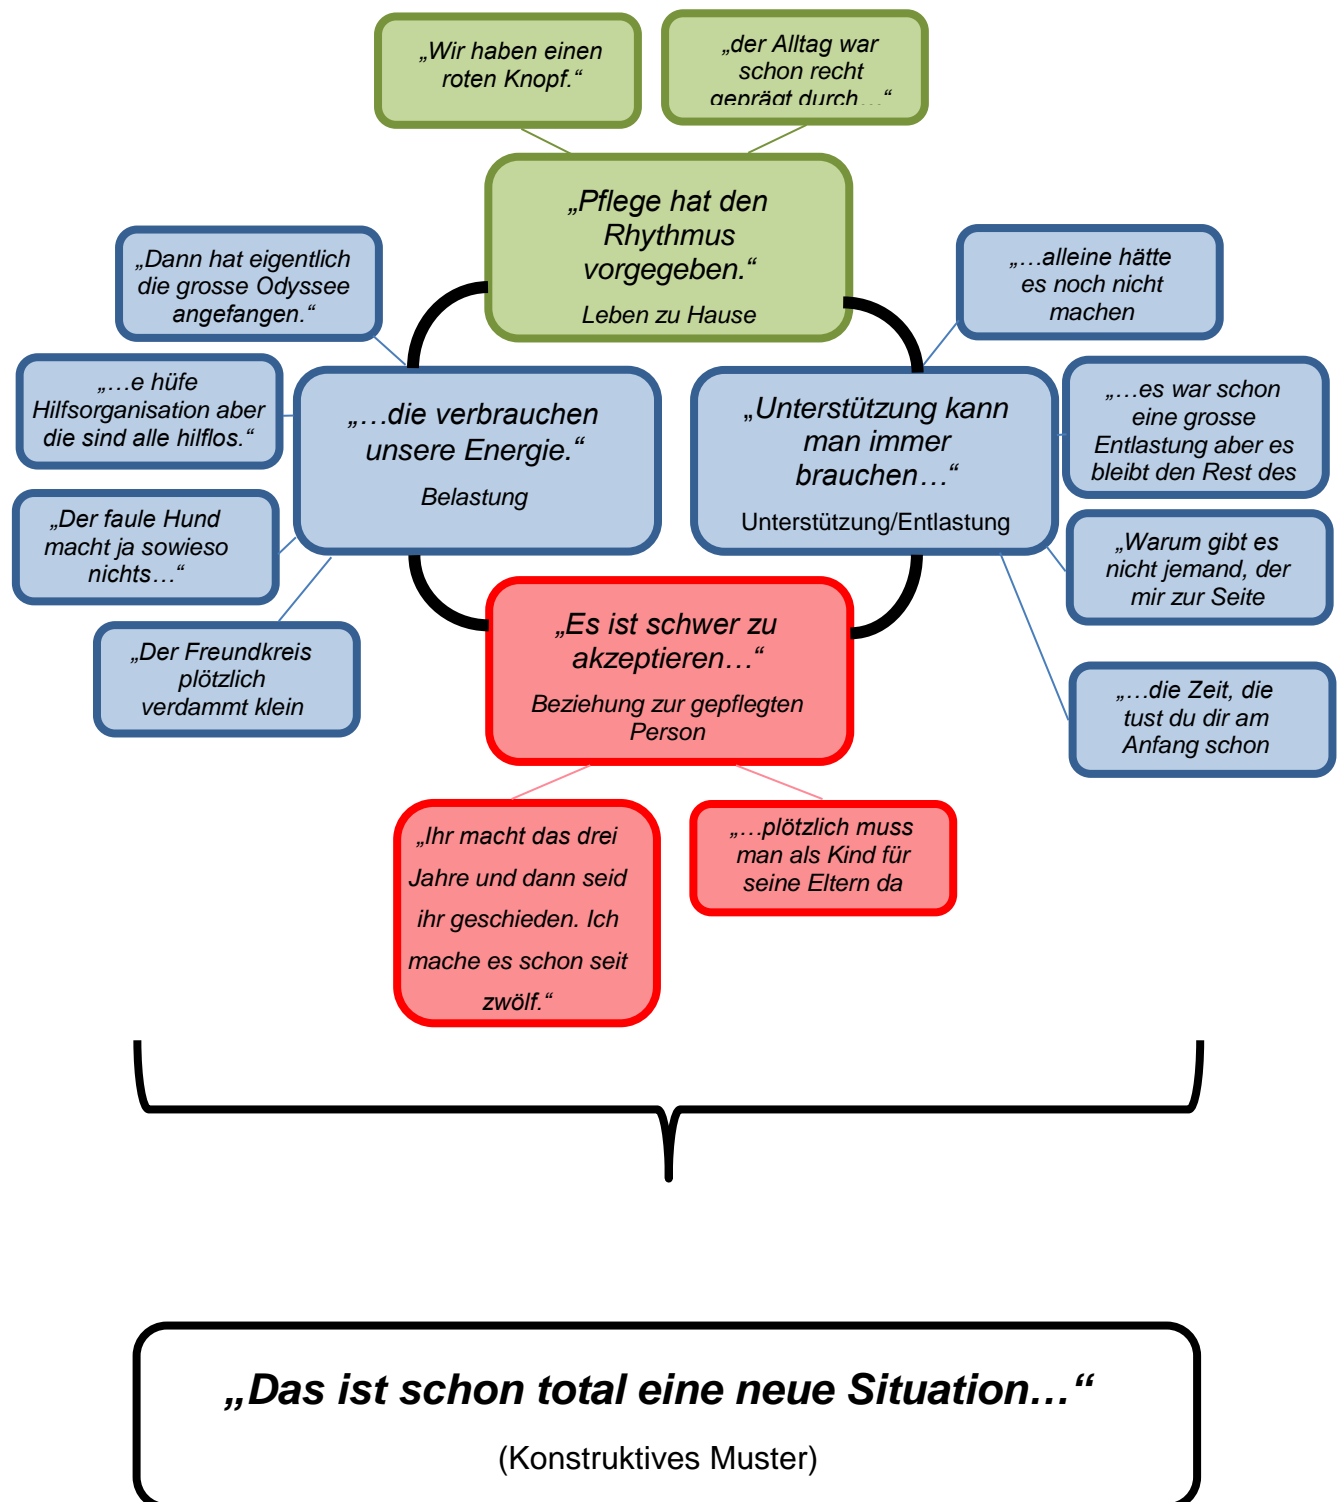 „Wir haben einen
roten Knopf.“
„der Alltag war
schon recht
geprägt durch…“
„Pflege hat den
Rhythmus
vorgegeben.“
Leben zu Hause
„Dann hat eigentlich
die grosse Odyssee
angefangen.“
„…alleine hätte
es noch nicht
machen
„…e hüfe
Hilfsorganisation aber
die sind alle hilflos.“
„…die verbrauchen
unsere Energie.“
Belastung
„Unterstützung kann
man immer
brauchen…“
Unterstützung/Entlastung
„…es war schon
eine grosse
Entlastung aber es
bleibt den Rest des
„Der faule Hund
macht ja sowieso
nichts…“
„Warum gibt es
nicht jemand, der
mir zur Seite
„Der Freundkreis
plötzlich
verdammt klein
„Es ist schwer zu
akzeptieren…“
Beziehung zur gepflegten
Person
„…die Zeit, die
tust du dir am
Anfang schon
„Ihr macht das drei
Jahre und dann seid
ihr geschieden. Ich
mache es schon seit
zwölf.“
„…plötzlich muss
man als Kind für
seine Eltern da
„Das ist schon total eine neue Situation…“
(Konstruktives Muster)